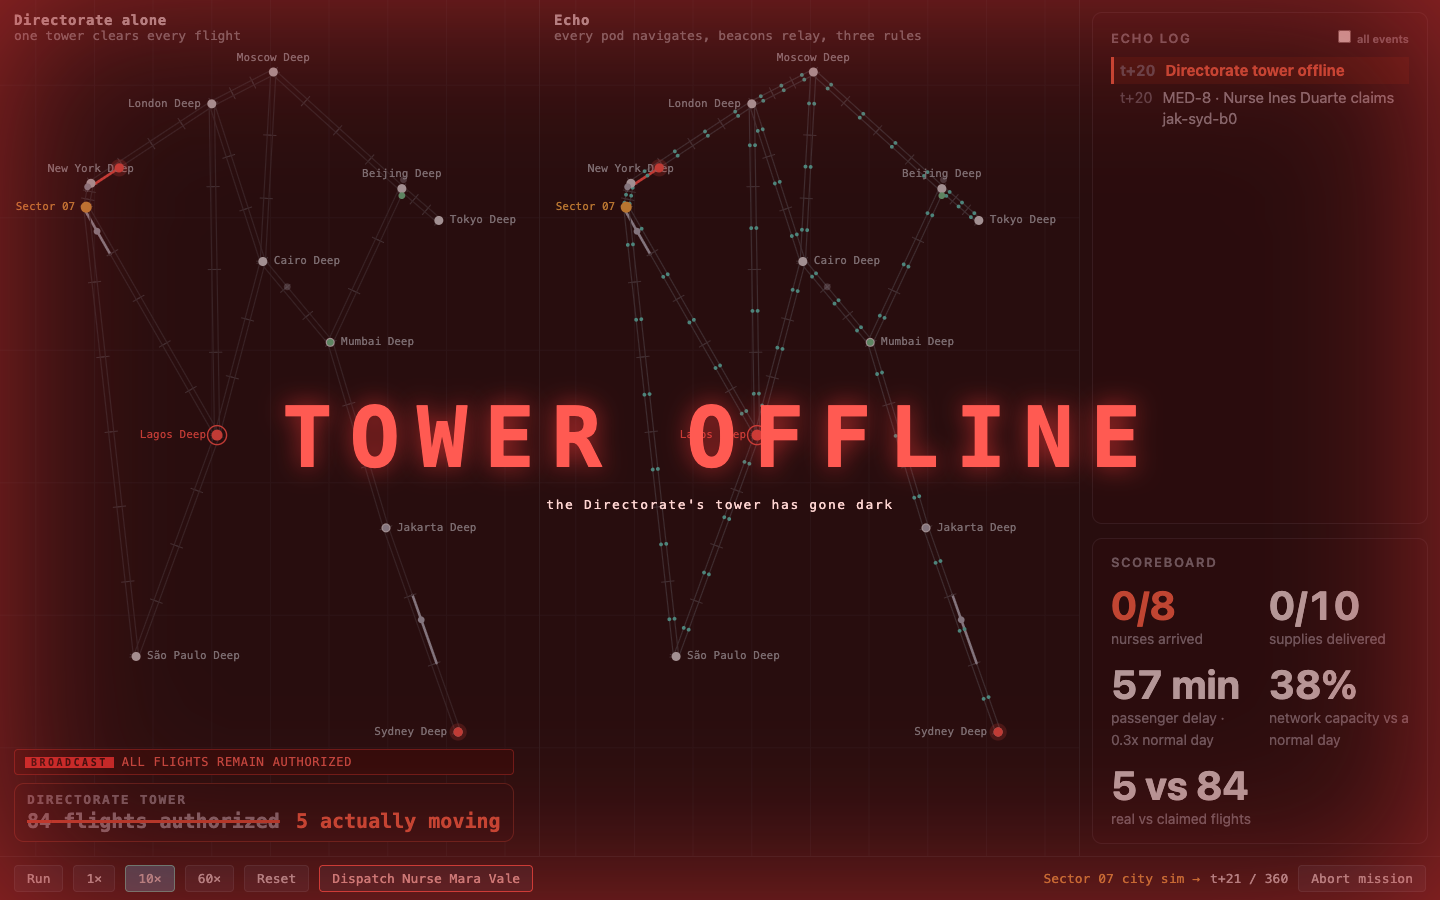 Directorate alone
one tower clears every flight
Moscow Deep
London Deep
New York Deep
Beijing Deep
Sector 07
Tokyo Deep
Cairo Deep
Mumbai Deep
Lagos Deep
Jakarta Deep
São Paulo Deep
Sydney Deep
BROADCAST ALL FLIGHTS REMAIN AUTHORIZED
DIRECTORATE TOWER
84 flights authorized 5 actually moving
Echo
every pod navigates, beacons relay, three rules
Moscow Deep
London Deep
New York Deep
Beijing Deep
Sector 07
Tokyo Deep
Cairo Deep
Mumbai Deep
Lagos Deep
Jakarta Deep
São Paulo Deep
Sydney Deep
TOWER OFFLINE
the Directorate's tower has gone dark
ECHO LOG
all events
t+20 Directorate tower offline
t+20 MED-8 · Nurse Ines Duarte claims
jak-syd-b0
SCOREBOARD
0/8
nurses arrived
0/10
supplies delivered
57 min
passenger delay ·
0.3x normal day
38%
network capacity vs a
normal day
5 vs 84
real vs claimed flights
Run
1×
10×
60×
Reset
Dispatch Nurse Mara Vale
Sector 07 city sim →
t+21 / 360
Abort mission